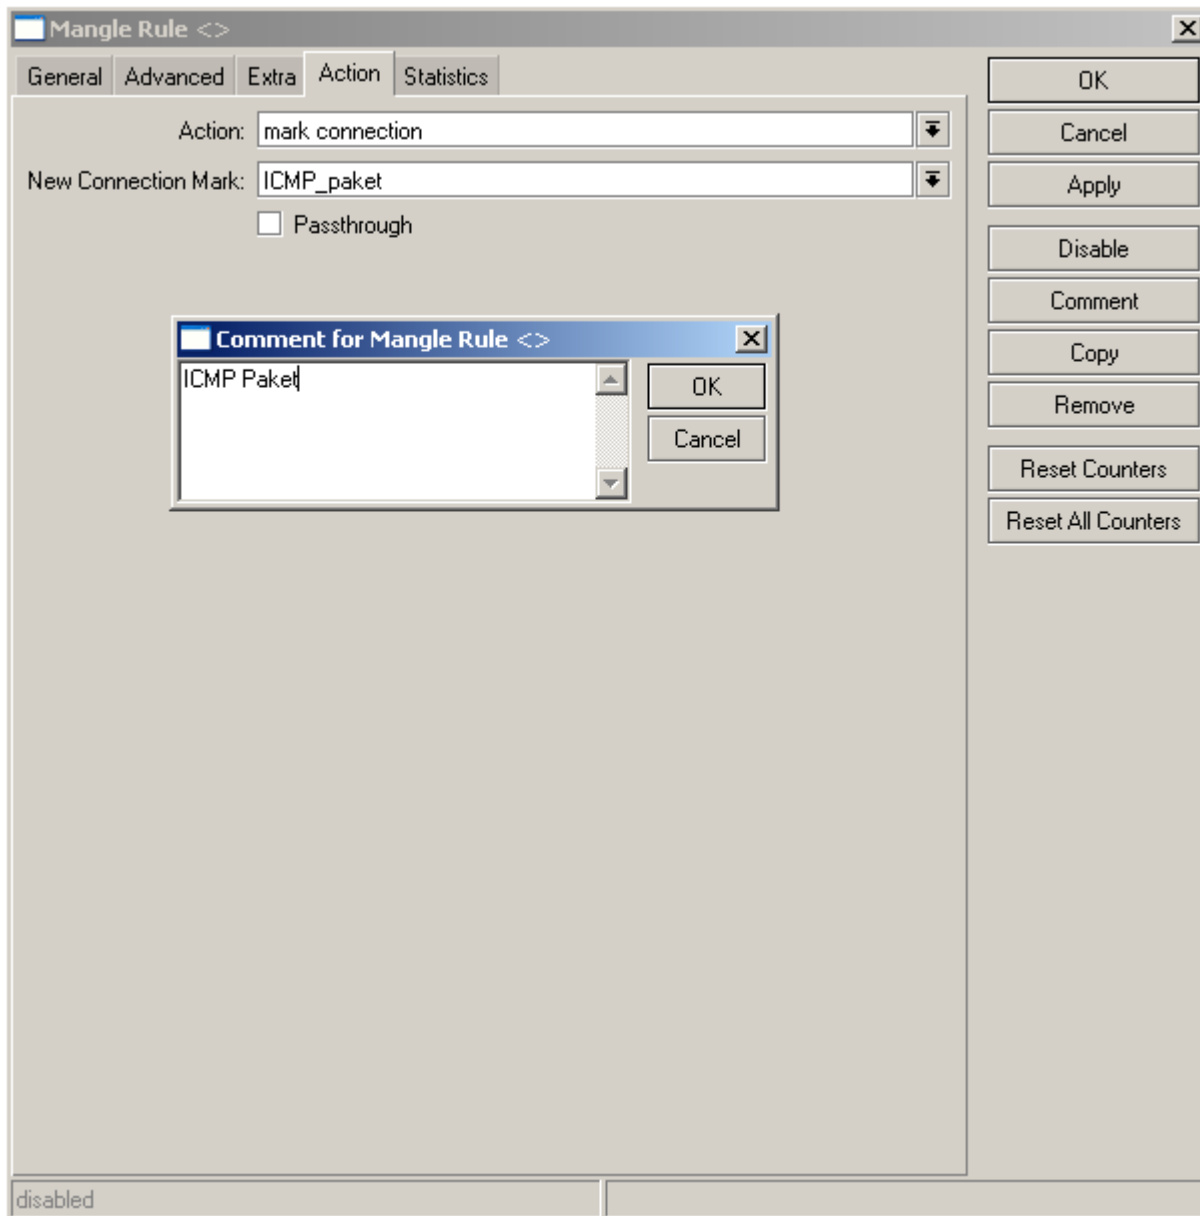 Mangle Rule <>
General Advanced Extra Action Statistics
Action: mark connection
New Connection Mark: ICMP_paket
Passthrough
Comment for Mangle Rule <>
ICMP Paket
OK
Cancel
OK
Cancel
Apply
Disable
Comment
Copy
Remove
Reset Counters
Reset All Counters
disabled